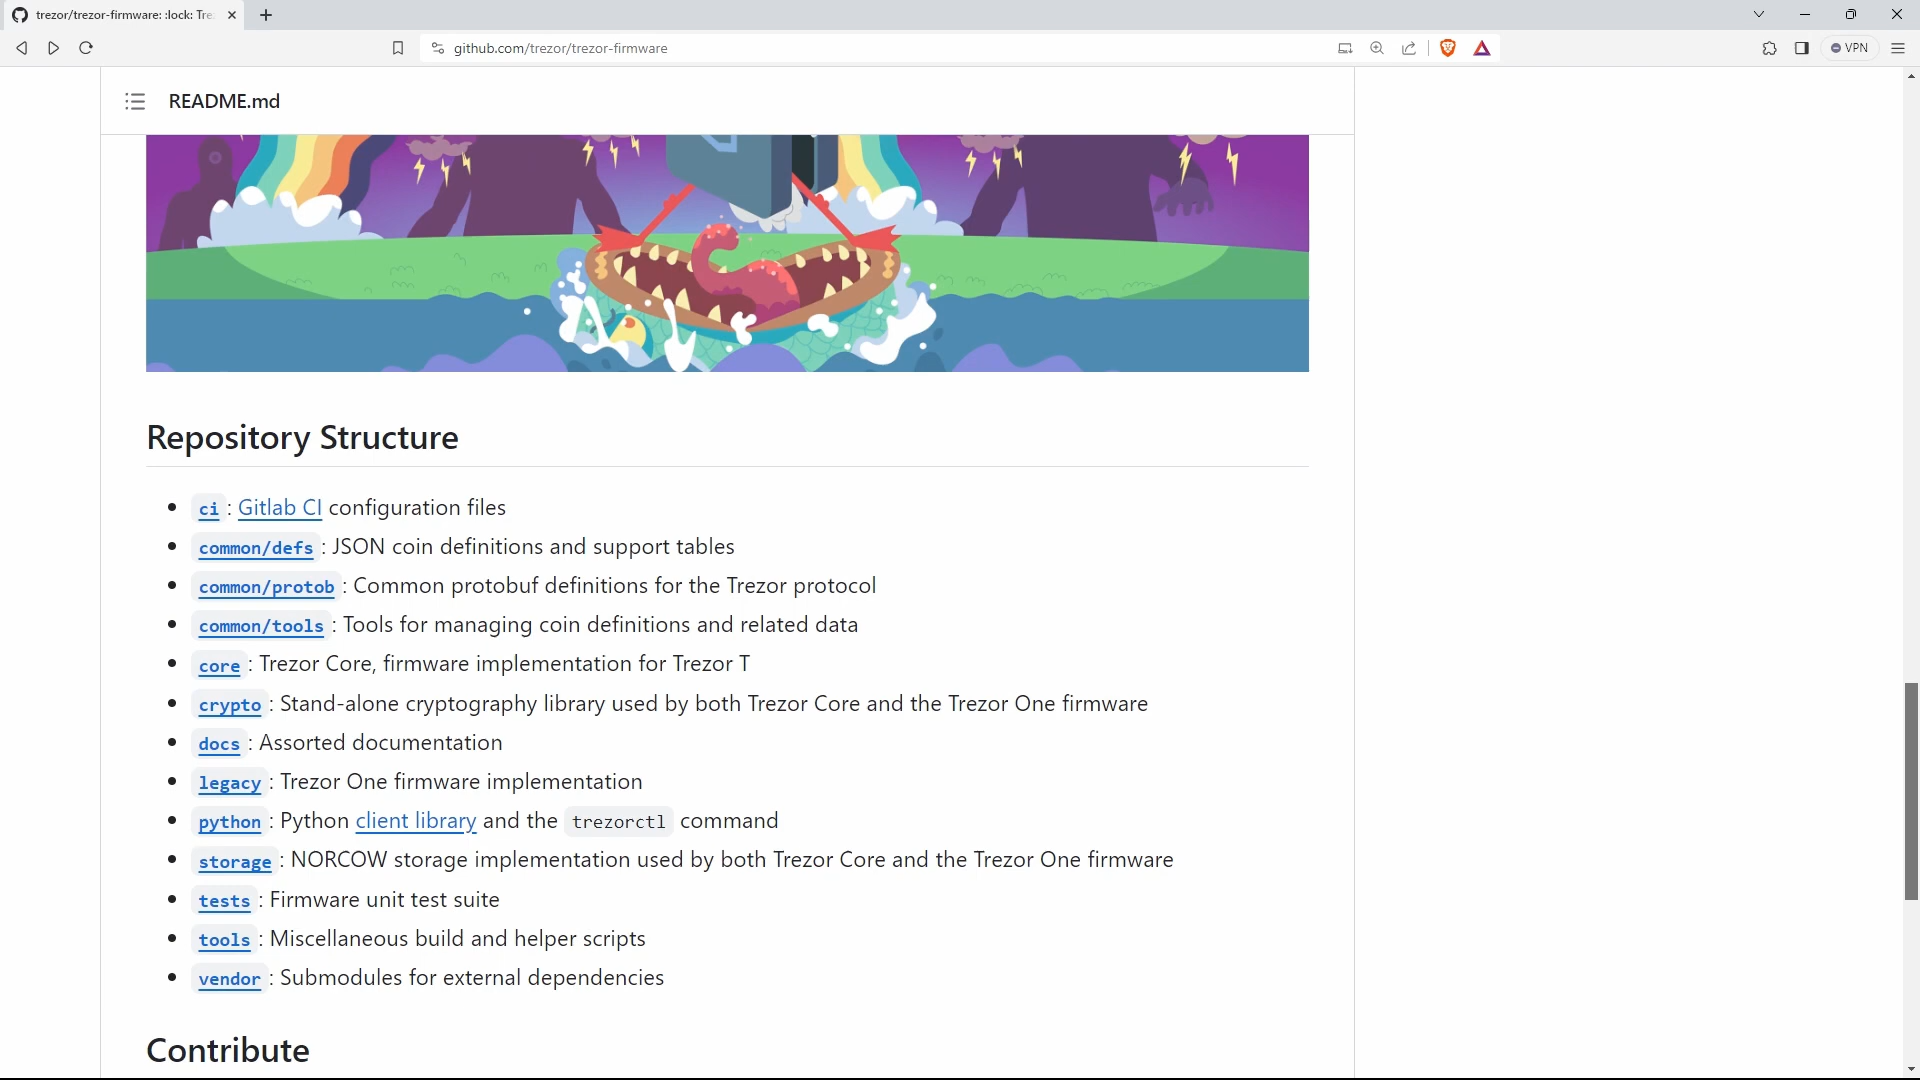 trezor/trezor-firmware: :lock: Tre
github.com/trezor/trezor-firmware
VPN
README.md
Repository Structure
ci : Gitlab CI configuration files
common/defs : JSON coin definitions and support tables
common/protob : Common protobuf definitions for the Trezor protocol
common/tools : Tools for managing coin definitions and related data
core : Trezor Core, firmware implementation for Trezor T
crypto : Stand-alone cryptography library used by both Trezor Core and the Trezor One firmware
docs : Assorted documentation
legacy : Trezor One firmware implementation
python : Python client library and the trezorctl command
storage : NORCOW storage implementation used by both Trezor Core and the Trezor One firmware
tests : Firmware unit test suite
tools : Miscellaneous build and helper scripts
vendor : Submodules for external dependencies
Contribute